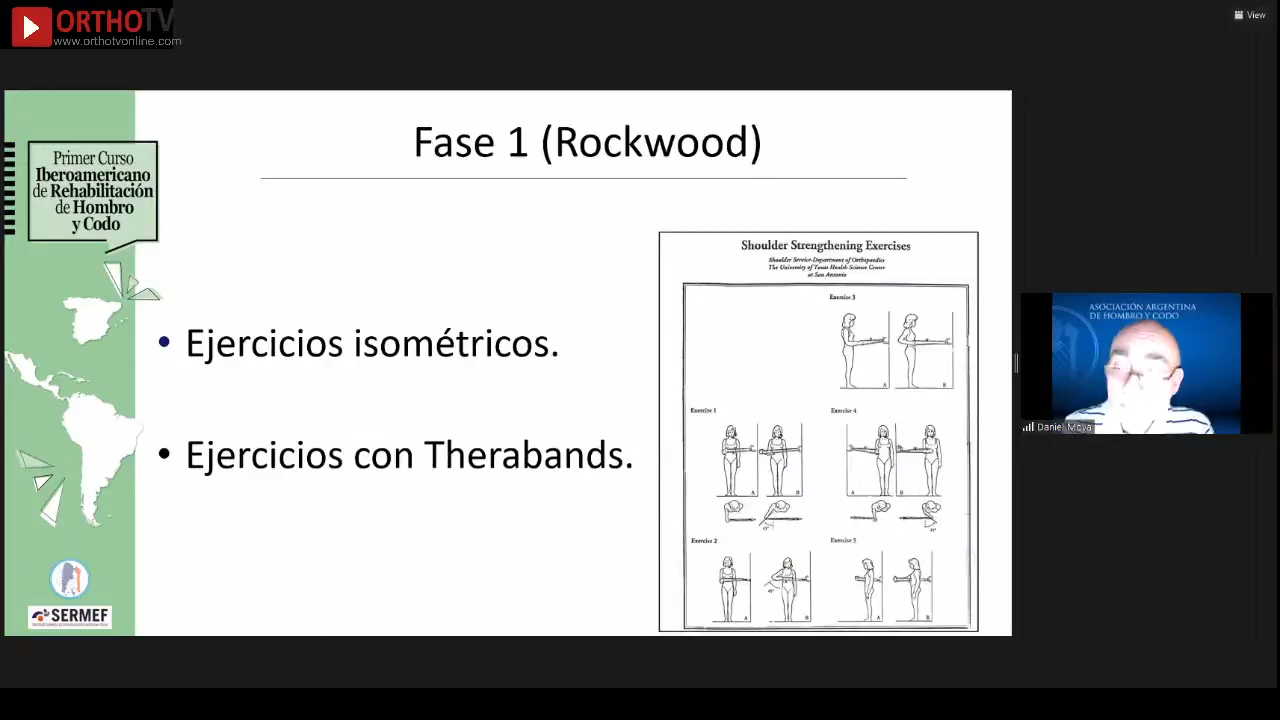 ORTHOTV
www.orthotvonline.com
View
Primer Curso
Iberoamericano
de Rehabilitación
de Hombro
y Codo
Fase 1 (Rockwood)
• Ejercicios isométricos.
• Ejercicios con Therabands.
Shoulder Strengthening Exercises
Shoulder Service-Department of Orthopaedics
The University of Texas Health Science Center
at San Antonio
Exercise 3
A B
Exercise 1
Exercise 4
A B
A B
45°
45°
Exercise 2
Exercise 5
45°
A B
A B
SERMEF
ASOCIACIÓN ARGENTINA
DE HOMBRO Y CODO
Daniel Moya